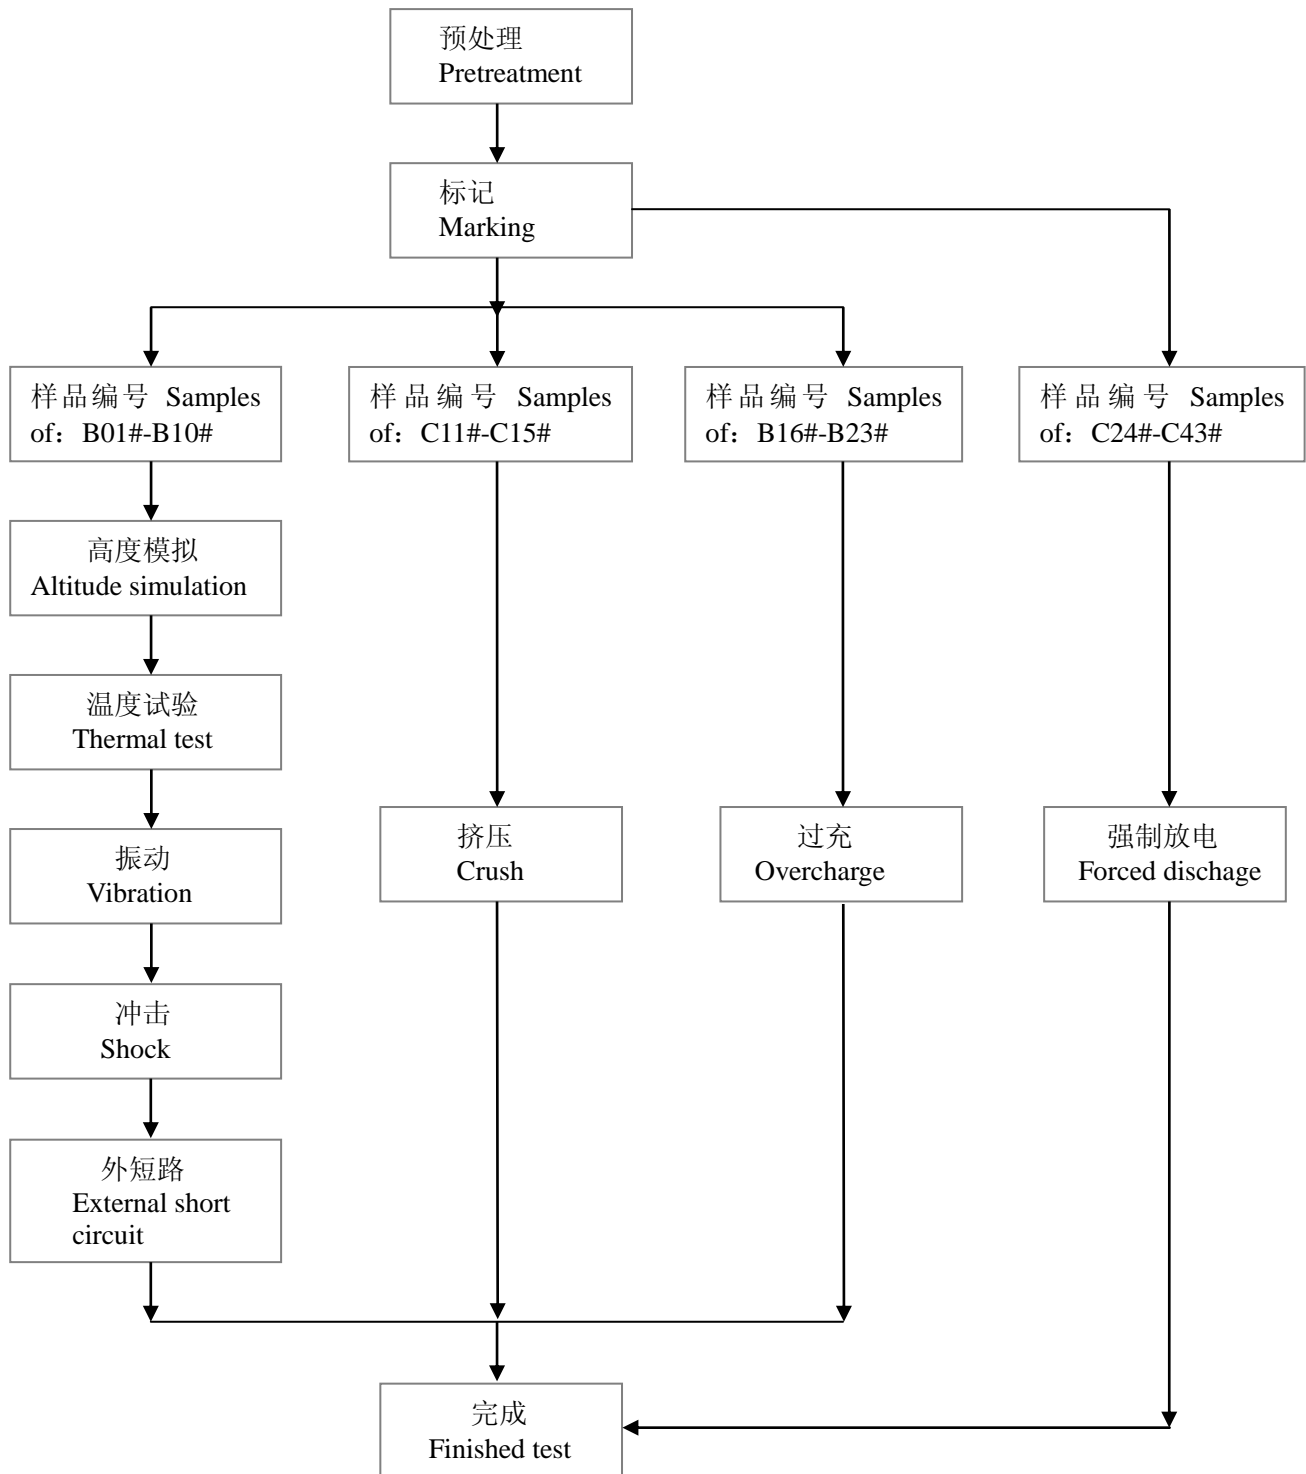 预处理
Pretreatment
标记
Marking
样品编号 Samples
of：B01#-B10#
样品编号 Samples
of：C11#-C15#
样品编号 Samples
of：B16#-B23#
样品编号 Samples
of：C24#-C43#
高度模拟
Altitude simulation
温度试验
Thermal test
振动
Vibration
挤压
Crush
过充
Overcharge
强制放电
Forced dischage
冲击
Shock
外短路
External short
circuit
完成
Finished test